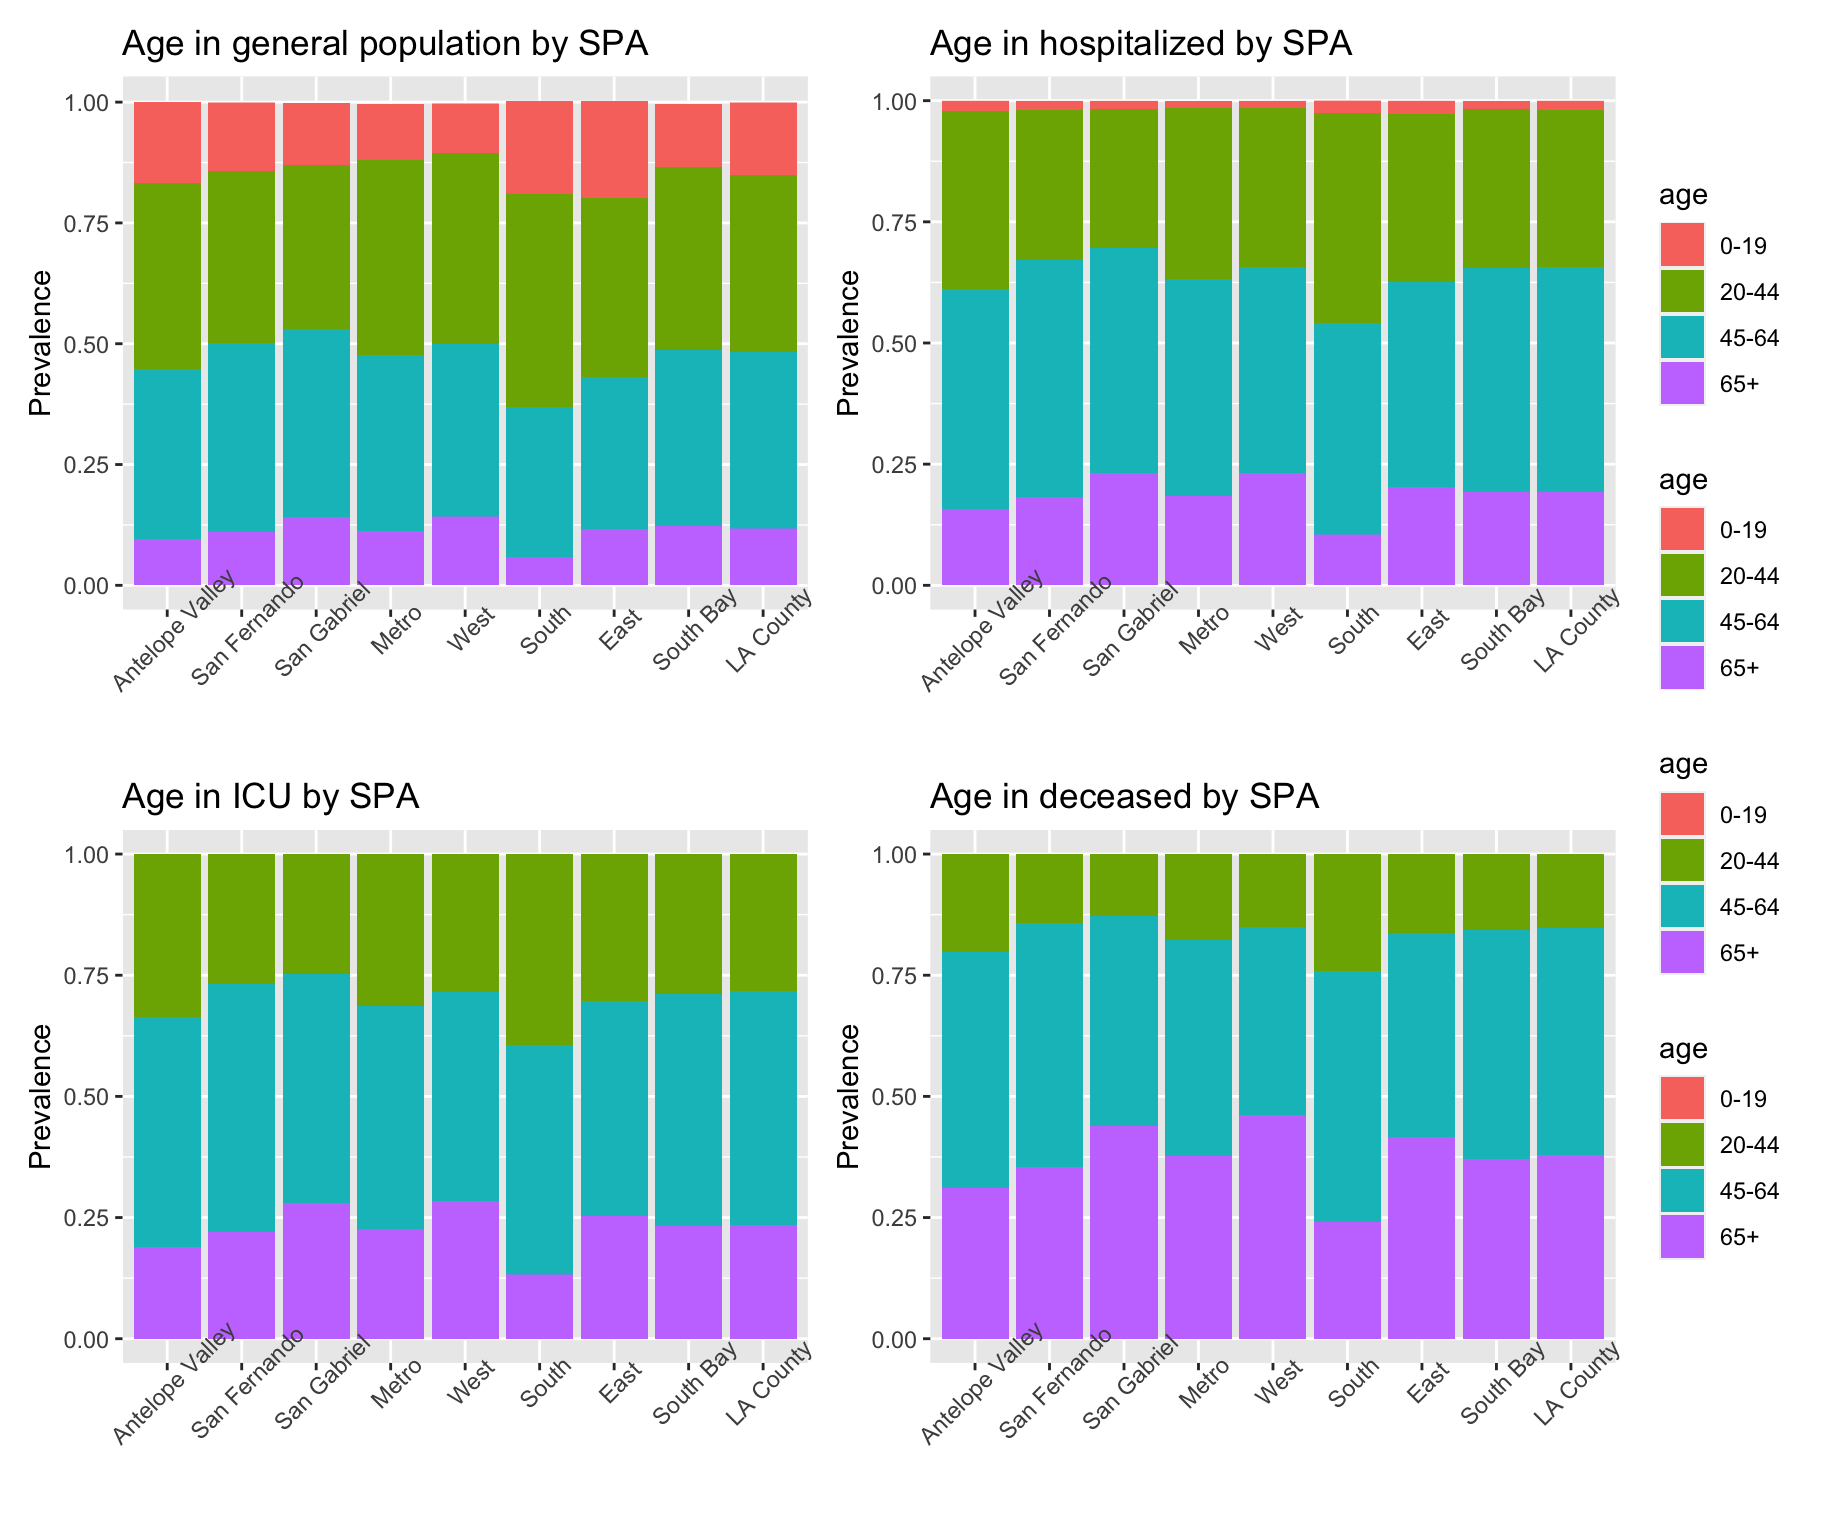 Age in general population by SPA
Prevalence
1.00
0.75
0.50
0.25
0.00
Antelope Valley
San Fernando
San Gabriel
Metro
West
South
East
South Bay
LA County
Age in hospitalized by SPA
Prevalence
1.00
0.75
0.50
0.25
0.00
Antelope Valley
San Fernando
San Gabriel
Metro
West
South
East
South Bay
LA County
age
0-19
20-44
45-64
65+
age
0-19
20-44
45-64
65+
Age in ICU by SPA
Prevalence
1.00
0.75
0.50
0.25
0.00
Antelope Valley
San Fernando
San Gabriel
Metro
West
South
East
South Bay
LA County
Age in deceased by SPA
Prevalence
1.00
0.75
0.50
0.25
0.00
Antelope Valley
San Fernando
San Gabriel
Metro
West
South
East
South Bay
LA County
age
0-19
20-44
45-64
65+
age
0-19
20-44
45-64
65+